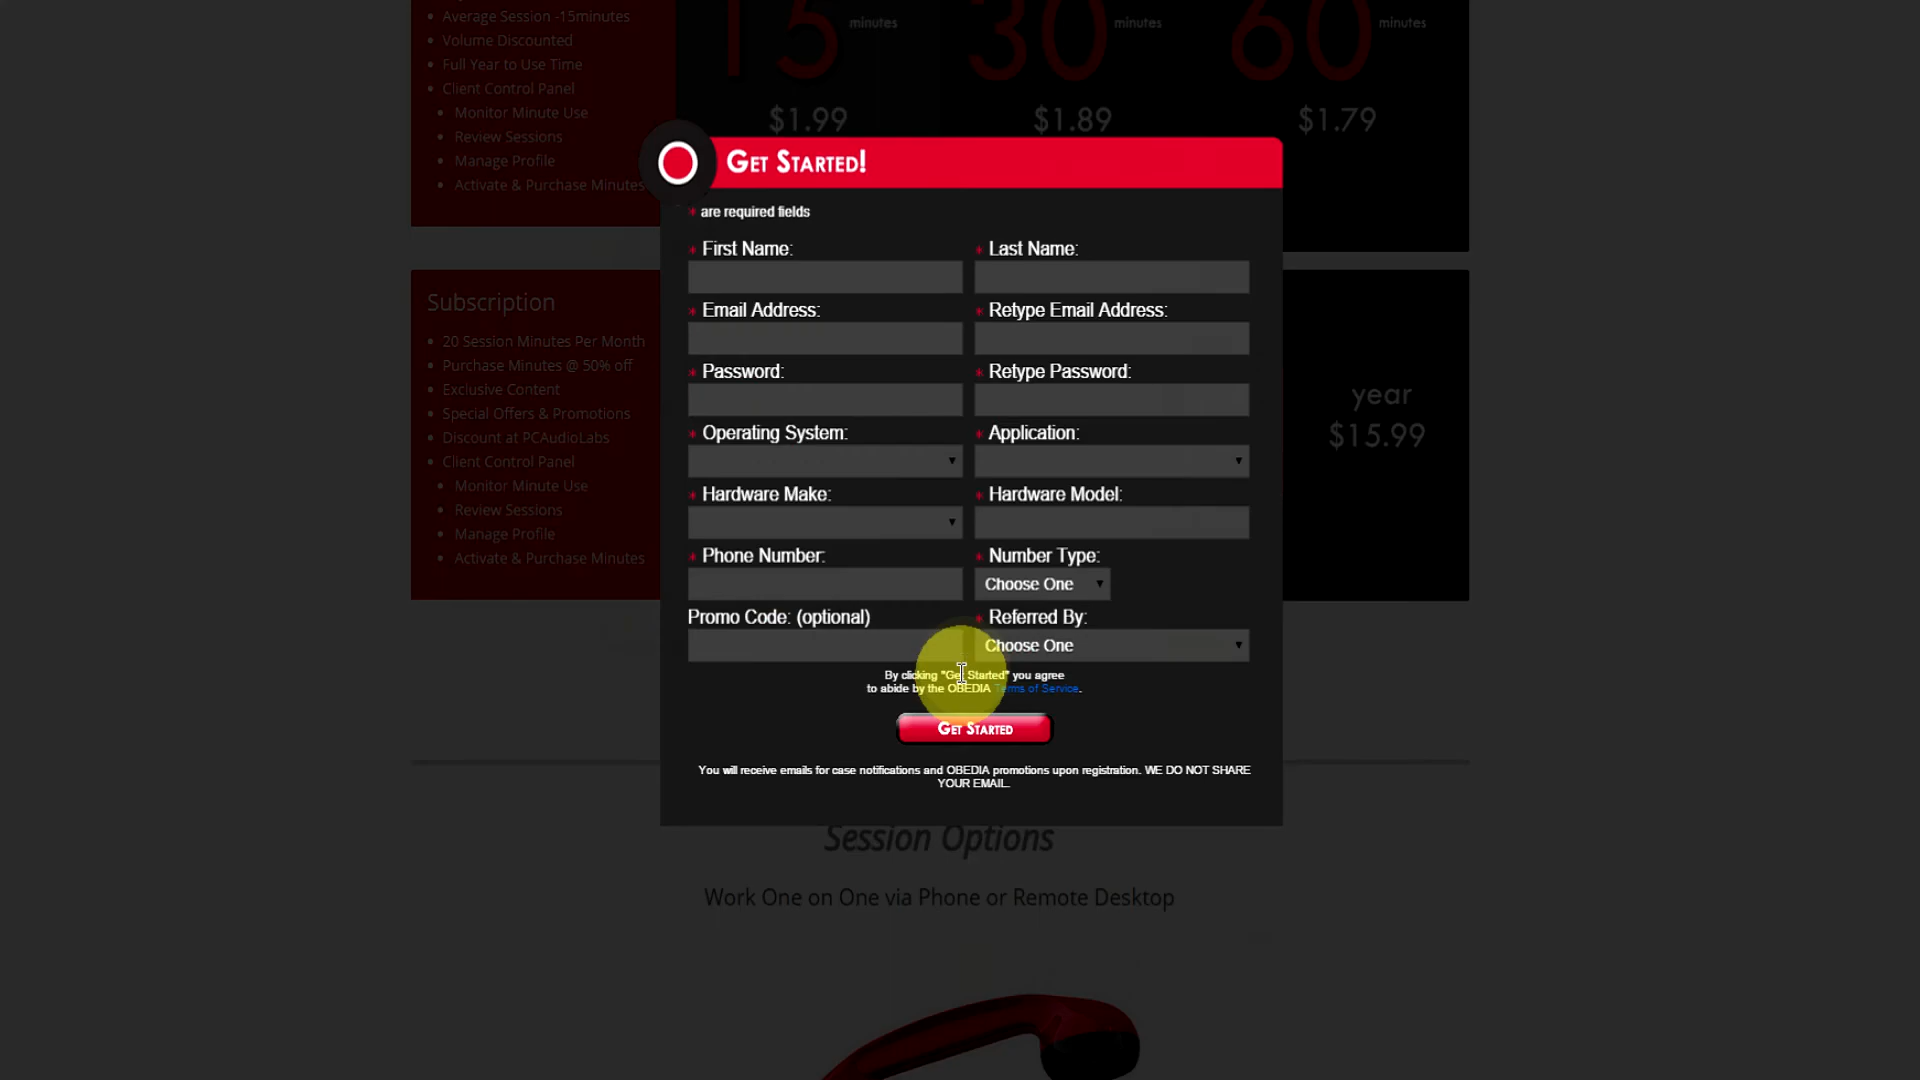 Average Session -15minutes
Volume Discounted
Full Year to Use Time
Client Control Panel
Monitor Minute Use
Review Sessions
Manage Profile
Activate & Purchase Minutes
15 minutes
30 minutes
60 minutes
$1.99
$1.89
$1.79
Get Started!
* are required fields
* First Name:
* Last Name:
* Email Address:
* Retype Email Address:
* Password:
* Retype Password:
* Operating System:
* Application:
* Hardware Make:
* Hardware Model:
* Phone Number:
* Number Type:
Choose One
Promo Code: (optional)
* Referred By:
Choose One
By clicking "Get Started" you agree
to abide by the OBEDIA Terms of Service.
Get Started
You will receive emails for case notifications and OBEDIA promotions upon registration. WE DO NOT SHARE
YOUR EMAIL.
Subscription
20 Session Minutes Per Month
Purchase Minutes @ 50% off
Exclusive Content
Special Offers & Promotions
Discount at PCAudioLabs
Client Control Panel
Monitor Minute Use
Review Sessions
Manage Profile
Activate & Purchase Minutes
year
$15.99
Session Options
Work One on One via Phone or Remote Desktop